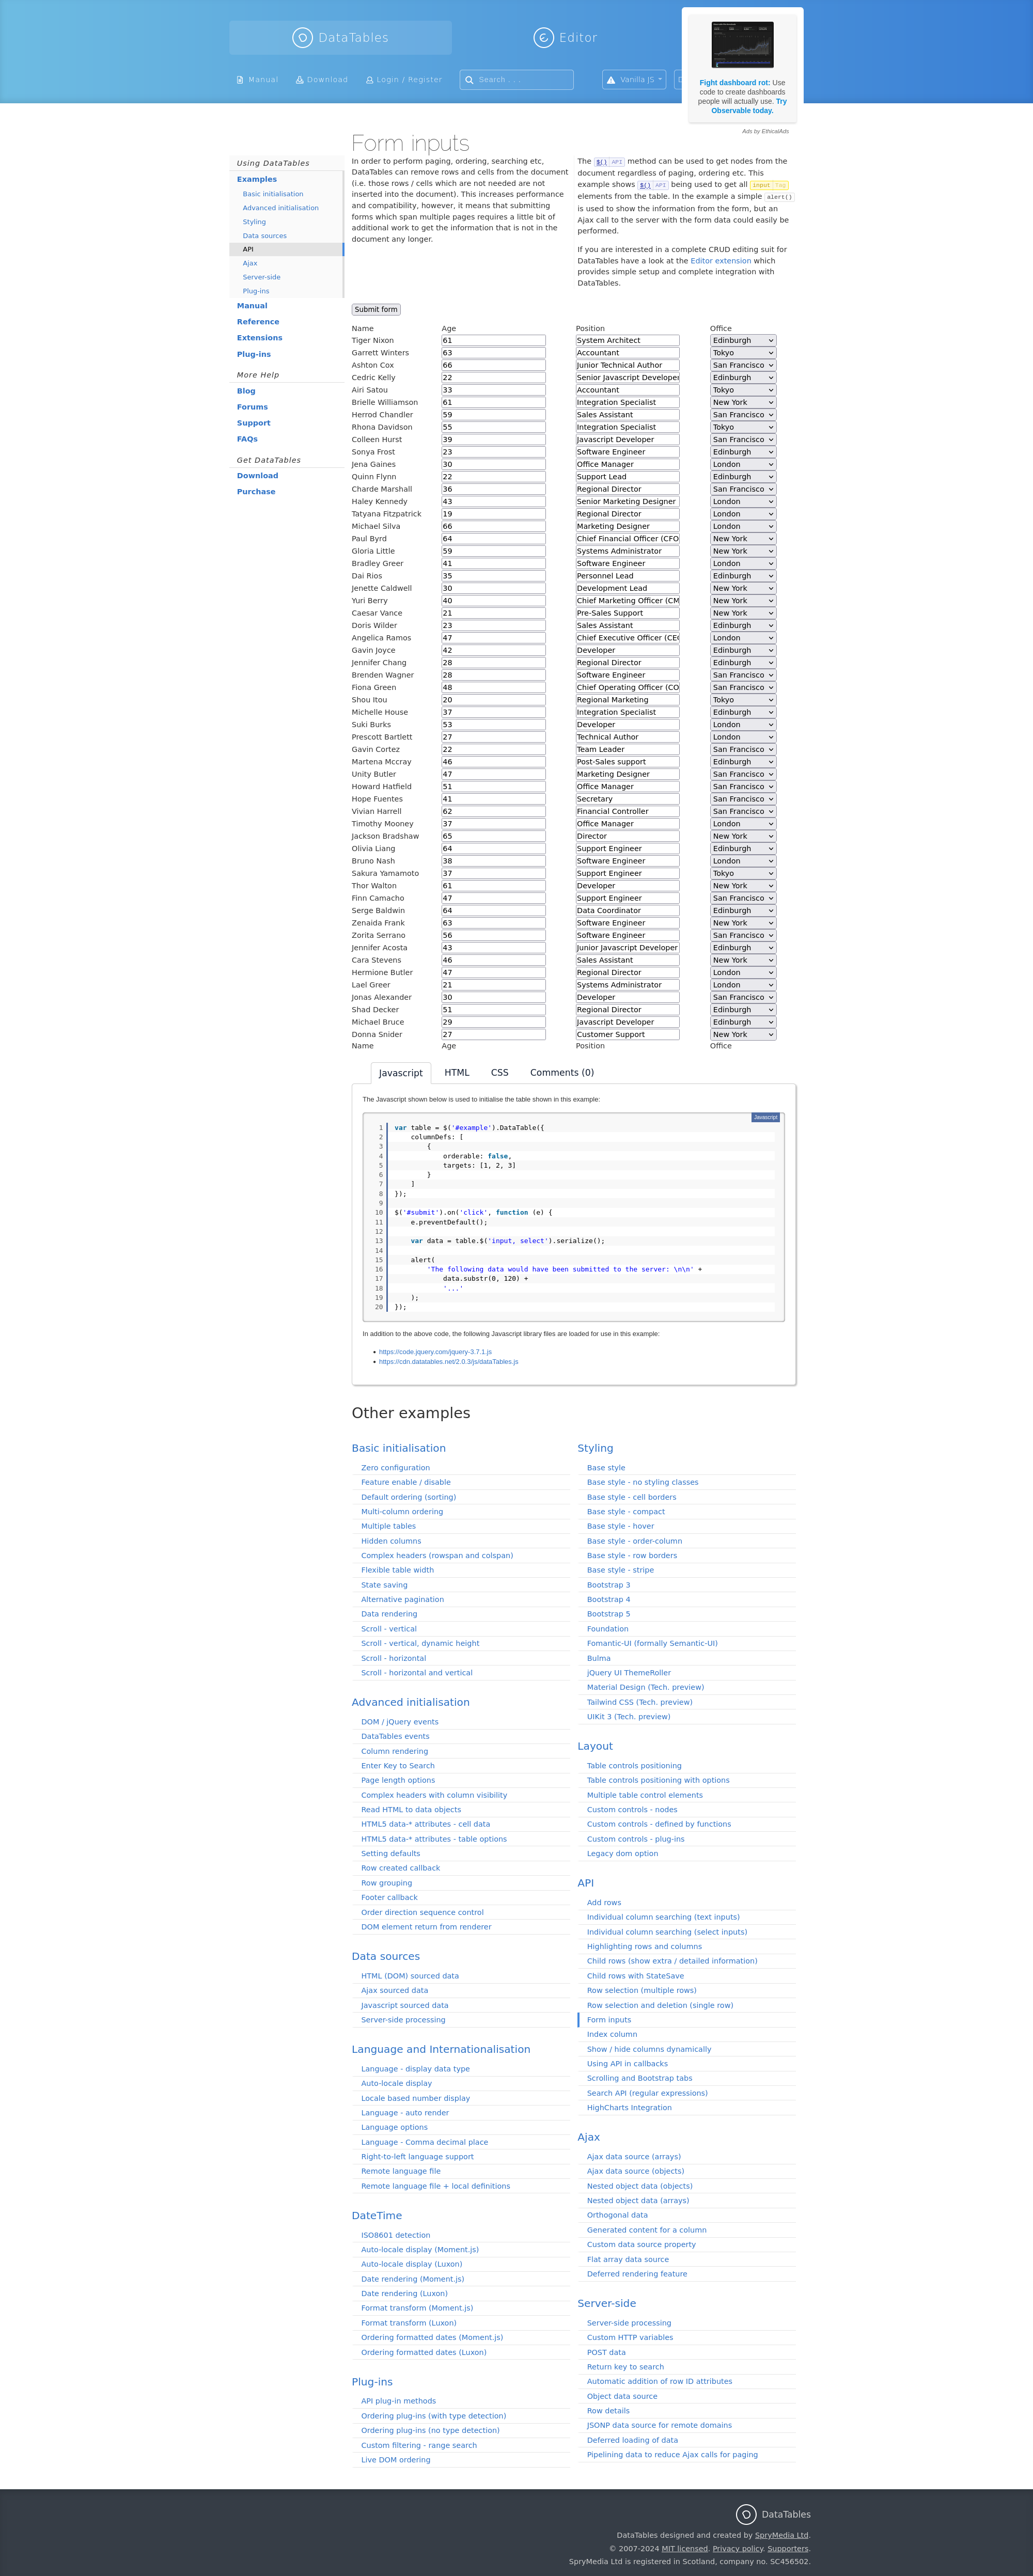 DataTables
Editor
Manual
Download
Login / Register
Search . . .
Vanilla JS
Fight dashboard rot: Use
code to create dashboards
people will actually use. Try
Observable today.
Ads by EthicalAds
Form inputs
Using DataTables
Examples
Basic initialisation
Advanced initialisation
Styling
Data sources
API
Ajax
Server-side
Plug-ins
Manual
Reference
Extensions
Plug-ins
More Help
Blog
Forums
Support
FAQs
Get DataTables
Download
Purchase
In order to perform paging, ordering, searching etc,
DataTables can remove rows and cells from the document
(i.e. those rows / cells which are not needed are not
inserted into the document). This increases performance
and compatibility, however, it means that submitting
forms which span multiple pages requires a little bit of
additional work to get the information that is not in the
document any longer.
The $() API method can be used to get nodes from the
document regardless of paging, ordering etc. This
example shows $() API being used to get all input Tag
elements from the table. In the example a simple alert()
is used to show the information from the form, but an
Ajax call to the server with the form data could easily be
performed.
If you are interested in a complete CRUD editing suit for
DataTables have a look at the Editor extension which
provides simple setup and complete integration with
DataTables.
Submit form
Name Age Position Office
Tiger Nixon 61 System Architect Edinburgh
Garrett Winters 63 Accountant Tokyo
Ashton Cox 66 Junior Technical Author San Francisco
Cedric Kelly 22 Senior Javascript Developer Edinburgh
Airi Satou 33 Accountant Tokyo
Brielle Williamson 61 Integration Specialist New York
Herrod Chandler 59 Sales Assistant San Francisco
Rhona Davidson 55 Integration Specialist Tokyo
Colleen Hurst 39 Javascript Developer San Francisco
Sonya Frost 23 Software Engineer Edinburgh
Jena Gaines 30 Office Manager London
Quinn Flynn 22 Support Lead Edinburgh
Charde Marshall 36 Regional Director San Francisco
Haley Kennedy 43 Senior Marketing Designer London
Tatyana Fitzpatrick 19 Regional Director London
Michael Silva 66 Marketing Designer London
Paul Byrd 64 Chief Financial Officer (CFO New York
Gloria Little 59 Systems Administrator New York
Bradley Greer 41 Software Engineer London
Dai Rios 35 Personnel Lead Edinburgh
Jenette Caldwell 30 Development Lead New York
Yuri Berry 40 Chief Marketing Officer (CM New York
Caesar Vance 21 Pre-Sales Support New York
Doris Wilder 23 Sales Assistant Edinburgh
Angelica Ramos 47 Chief Executive Officer (CEO London
Gavin Joyce 42 Developer Edinburgh
Jennifer Chang 28 Regional Director Edinburgh
Brenden Wagner 28 Software Engineer San Francisco
Fiona Green 48 Chief Operating Officer (CO San Francisco
Shou Itou 20 Regional Marketing Tokyo
Michelle House 37 Integration Specialist Edinburgh
Suki Burks 53 Developer London
Prescott Bartlett 27 Technical Author London
Gavin Cortez 22 Team Leader San Francisco
Martena Mccray 46 Post-Sales support Edinburgh
Unity Butler 47 Marketing Designer San Francisco
Howard Hatfield 51 Office Manager San Francisco
Hope Fuentes 41 Secretary San Francisco
Vivian Harrell 62 Financial Controller San Francisco
Timothy Mooney 37 Office Manager London
Jackson Bradshaw 65 Director New York
Olivia Liang 64 Support Engineer Edinburgh
Bruno Nash 38 Software Engineer London
Sakura Yamamoto 37 Support Engineer Tokyo
Thor Walton 61 Developer New York
Finn Camacho 47 Support Engineer San Francisco
Serge Baldwin 64 Data Coordinator Edinburgh
Zenaida Frank 63 Software Engineer New York
Zorita Serrano 56 Software Engineer San Francisco
Jennifer Acosta 43 Junior Javascript Developer Edinburgh
Cara Stevens 46 Sales Assistant New York
Hermione Butler 47 Regional Director London
Lael Greer 21 Systems Administrator London
Jonas Alexander 30 Developer San Francisco
Shad Decker 51 Regional Director Edinburgh
Michael Bruce 29 Javascript Developer Edinburgh
Donna Snider 27 Customer Support New York
Name Age Position Office
Javascript HTML CSS Comments (0)
The Javascript shown below is used to initialise the table shown in this example:
Javascript
1 var table = $('#example').DataTable({
2 columnDefs: [
3 {
4 orderable: false,
5 targets: [1, 2, 3]
6 }
7 ]
8 });
9
10 $('#submit').on('click', function (e) {
11 e.preventDefault();
12
13 var data = table.$('input, select').serialize();
14
15 alert(
16 'The following data would have been submitted to the server: \n\n' +
17 data.substr(0, 120) +
18 '...'
19 );
20 });
In addition to the above code, the following Javascript library files are loaded for use in this example:
https://code.jquery.com/jquery-3.7.1.js
https://cdn.datatables.net/2.0.3/js/dataTables.js
Other examples
Basic initialisation
Zero configuration
Feature enable / disable
Default ordering (sorting)
Multi-column ordering
Multiple tables
Hidden columns
Complex headers (rowspan and colspan)
Flexible table width
State saving
Alternative pagination
Data rendering
Scroll - vertical
Scroll - vertical, dynamic height
Scroll - horizontal
Scroll - horizontal and vertical
Advanced initialisation
DOM / jQuery events
DataTables events
Column rendering
Enter Key to Search
Page length options
Complex headers with column visibility
Read HTML to data objects
HTML5 data-* attributes - cell data
HTML5 data-* attributes - table options
Setting defaults
Row created callback
Row grouping
Footer callback
Order direction sequence control
DOM element return from renderer
Data sources
HTML (DOM) sourced data
Ajax sourced data
Javascript sourced data
Server-side processing
Language and Internationalisation
Language - display data type
Auto-locale display
Locale based number display
Language - auto render
Language options
Language - Comma decimal place
Right-to-left language support
Remote language file
Remote language file + local definitions
DateTime
ISO8601 detection
Auto-locale display (Moment.js)
Auto-locale display (Luxon)
Date rendering (Moment.js)
Date rendering (Luxon)
Format transform (Moment.js)
Format transform (Luxon)
Ordering formatted dates (Moment.js)
Ordering formatted dates (Luxon)
Plug-ins
API plug-in methods
Ordering plug-ins (with type detection)
Ordering plug-ins (no type detection)
Custom filtering - range search
Live DOM ordering
Styling
Base style
Base style - no styling classes
Base style - cell borders
Base style - compact
Base style - hover
Base style - order-column
Base style - row borders
Base style - stripe
Bootstrap 3
Bootstrap 4
Bootstrap 5
Foundation
Fomantic-UI (formally Semantic-UI)
Bulma
jQuery UI ThemeRoller
Material Design (Tech. preview)
Tailwind CSS (Tech. preview)
UIKit 3 (Tech. preview)
Layout
Table controls positioning
Table controls positioning with options
Multiple table control elements
Custom controls - nodes
Custom controls - defined by functions
Custom controls - plug-ins
Legacy dom option
API
Add rows
Individual column searching (text inputs)
Individual column searching (select inputs)
Highlighting rows and columns
Child rows (show extra / detailed information)
Child rows with StateSave
Row selection (multiple rows)
Row selection and deletion (single row)
Form inputs
Index column
Show / hide columns dynamically
Using API in callbacks
Scrolling and Bootstrap tabs
Search API (regular expressions)
HighCharts Integration
Ajax
Ajax data source (arrays)
Ajax data source (objects)
Nested object data (objects)
Nested object data (arrays)
Orthogonal data
Generated content for a column
Custom data source property
Flat array data source
Deferred rendering feature
Server-side
Server-side processing
Custom HTTP variables
POST data
Return key to search
Automatic addition of row ID attributes
Object data source
Row details
JSONP data source for remote domains
Deferred loading of data
Pipelining data to reduce Ajax calls for paging
DataTables
DataTables designed and created by SpryMedia Ltd.
© 2007-2024 MIT licensed. Privacy policy. Supporters.
SpryMedia Ltd is registered in Scotland, company no. SC456502.